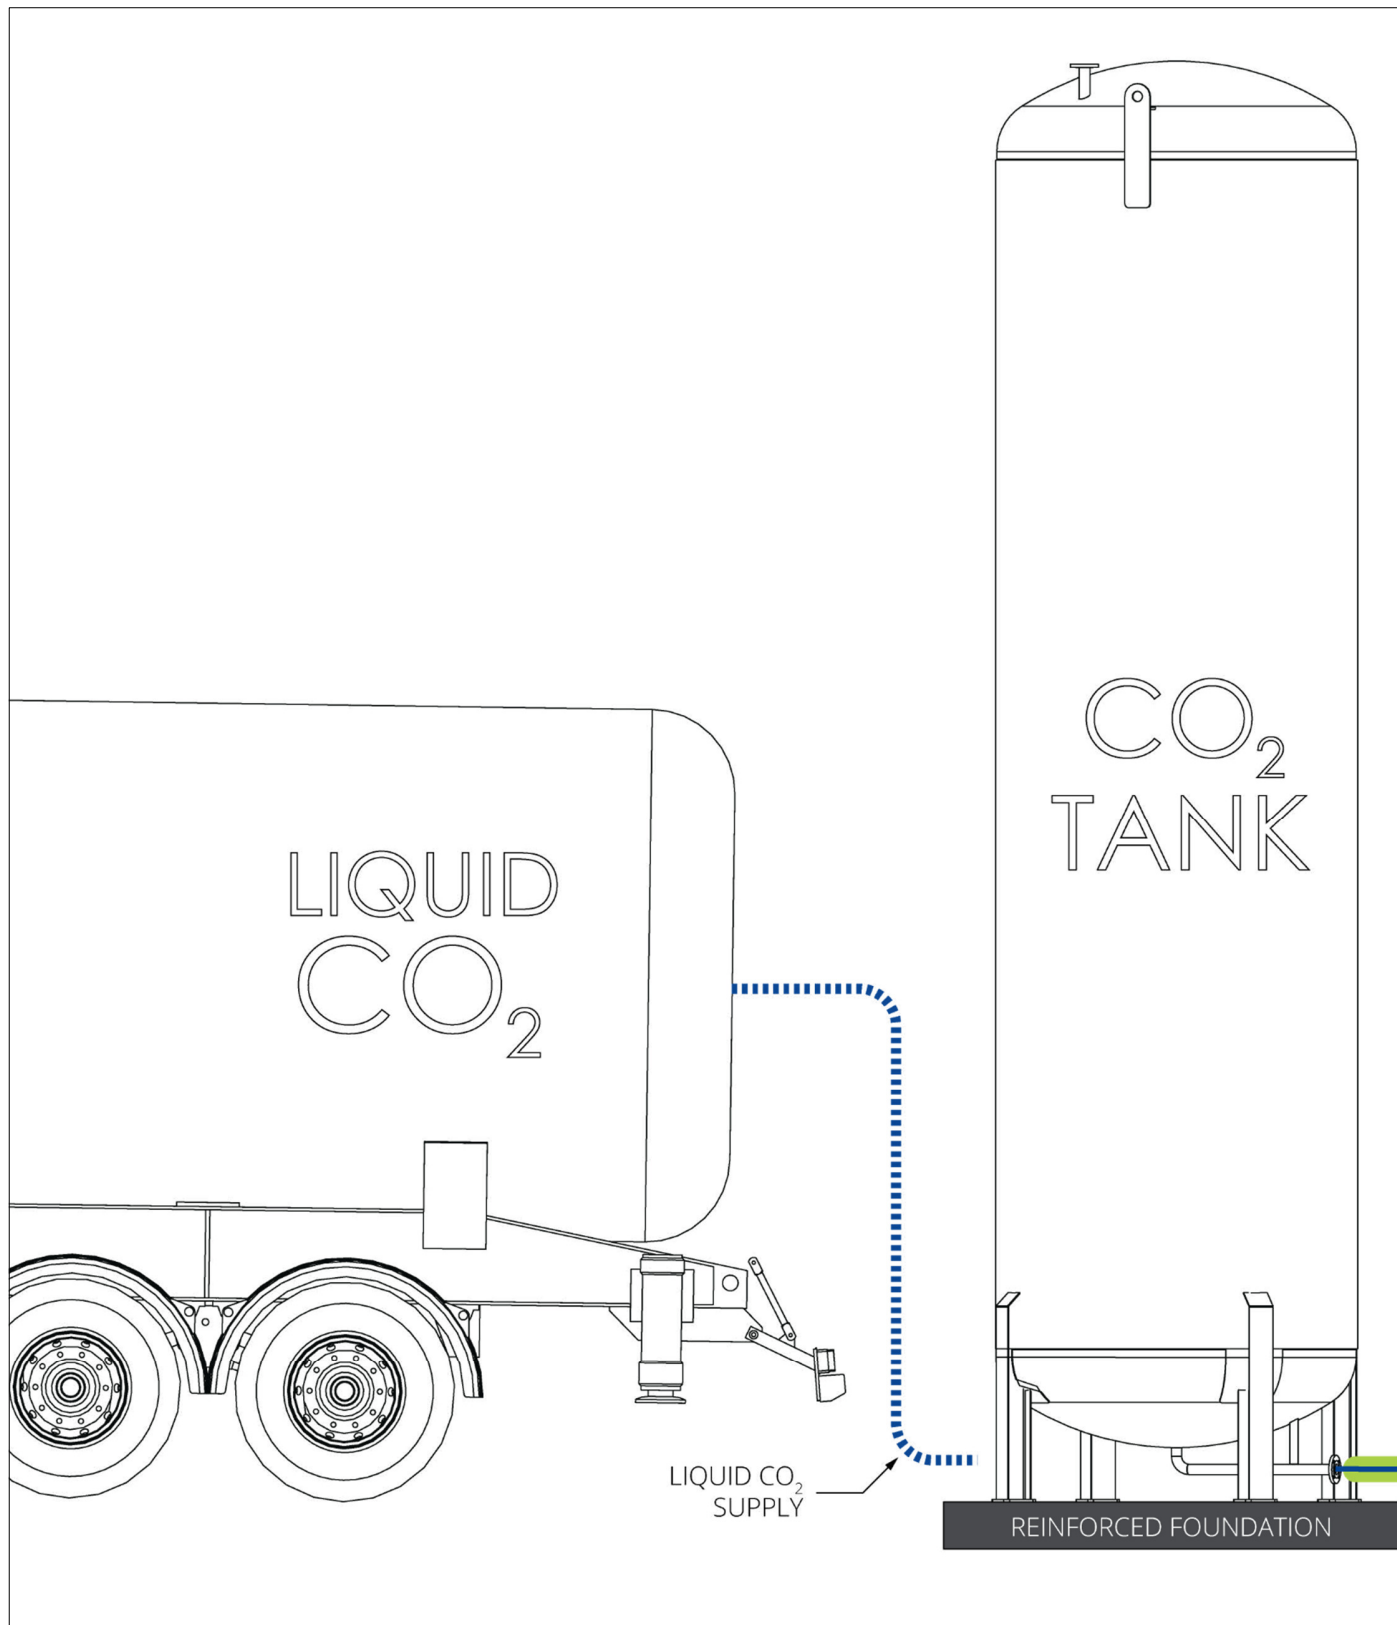 CO₂
TANK
LIQUID
CO₂
LIQUID CO₂
SUPPLY
REINFORCED FOUNDATION